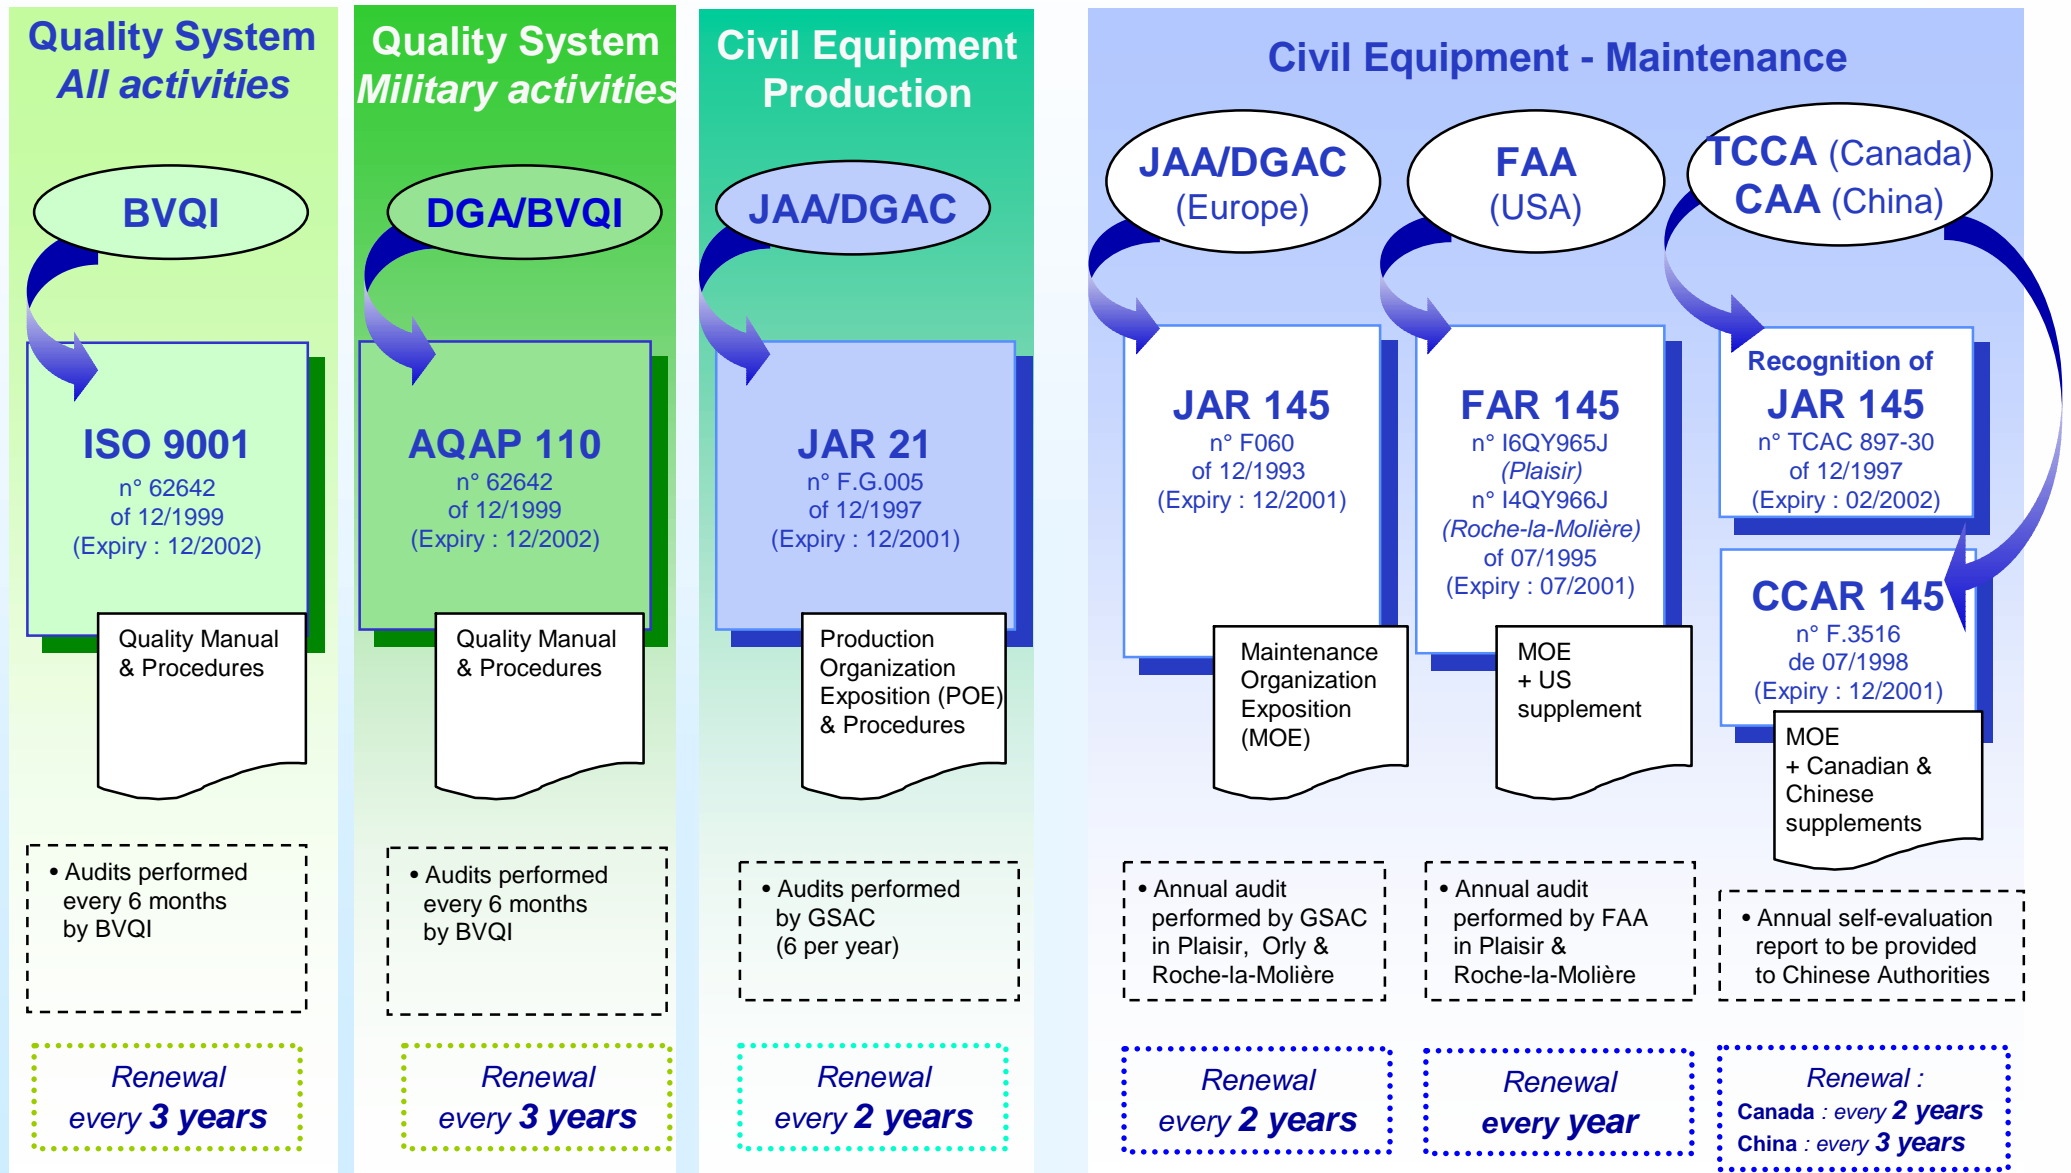 Quality System
All activities
BVQI
ISO 9001
n° 62642
of 12/1999
(Expiry : 12/2002)
Quality Manual
& Procedures
• Audits performed
every 6 months
by BVQI
Renewal
every 3 years
Quality System
Military activities
DGA/BVQI
AQAP 110
n° 62642
of 12/1999
(Expiry : 12/2002)
Quality Manual
& Procedures
• Audits performed
every 6 months
by BVQI
Renewal
every 3 years
Civil Equipment
Production
JAA/DGAC
JAR 21
n° F.G.005
of 12/1997
(Expiry : 12/2001)
Production
Organization
Exposition (POE)
& Procedures
• Audits performed
by GSAC
(6 per year)
Renewal
every 2 years
Civil Equipment - Maintenance
JAA/DGAC
(Europe)
JAR 145
n° F060
of 12/1993
(Expiry : 12/2001)
Maintenance
Organization
Exposition
(MOE)
• Annual audit
performed by GSAC
in Plaisir, Orly &
Roche-la-Molière
Renewal
every 2 years
FAA
(USA)
FAR 145
n° I6QY965J
(Plaisir)
n° I4QY966J
(Roche-la-Molière)
of 07/1995
(Expiry : 07/2001)
MOE
+ US
supplement
• Annual audit
performed by FAA
in Plaisir &
Roche-la-Molière
Renewal
every year
TCCA (Canada)
CAA (China)
Recognition of
JAR 145
n° TCAC 897-30
of 12/1997
(Expiry : 02/2002)
CCAR 145
n° F.3516
de 07/1998
(Expiry : 12/2001)
MOE
+ Canadian &
Chinese
supplements
• Annual self-evaluation
report to be provided
to Chinese Authorities
Renewal :
Canada : every 2 years
China : every 3 years